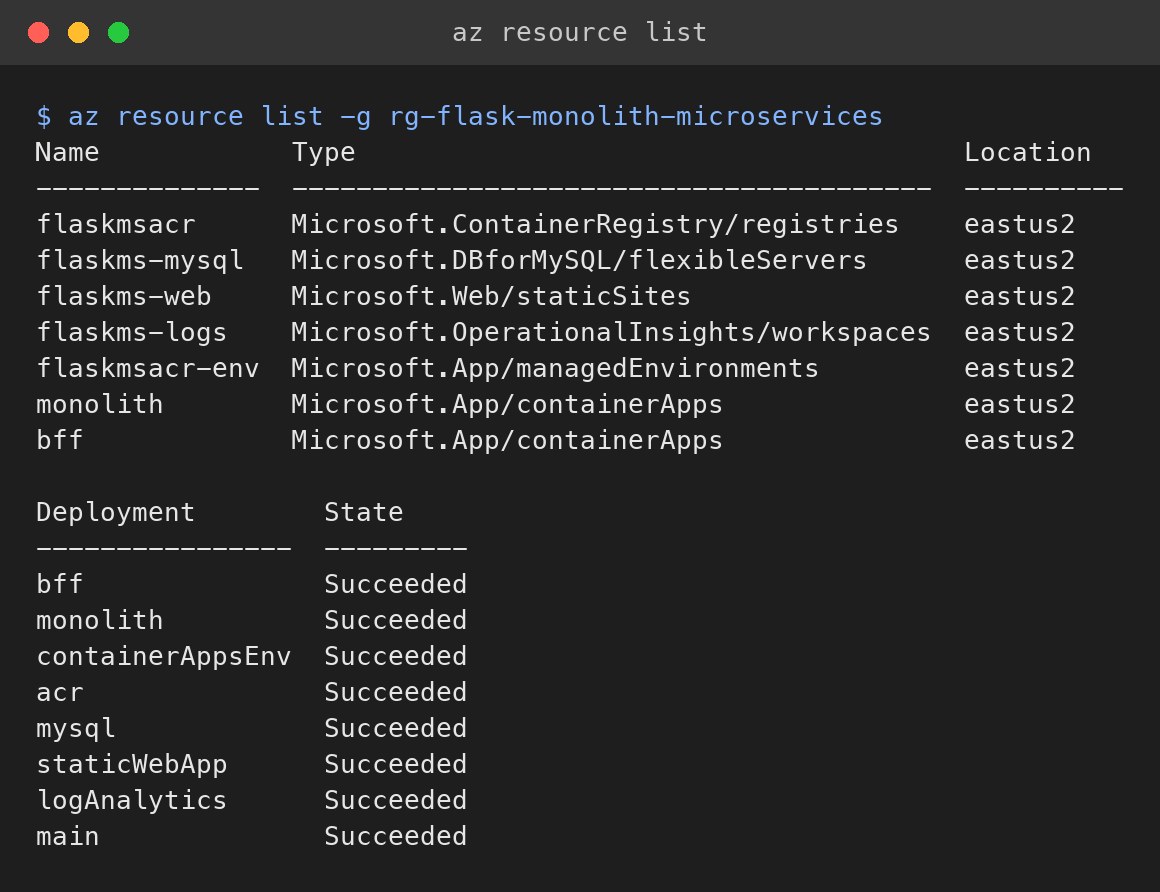 az resource list
$ az resource list -g rg-flask-monolith-microservices
Name            Type                                      Location
--------------  ----------------------------------------  ----------
flaskmsacr      Microsoft.ContainerRegistry/registries    eastus2
flaskms-mysql   Microsoft.DBforMySQL/flexibleServers      eastus2
flaskms-web     Microsoft.Web/staticSites                 eastus2
flaskms-logs    Microsoft.OperationalInsights/workspaces  eastus2
flaskmsacr-env  Microsoft.App/managedEnvironments         eastus2
monolith        Microsoft.App/containerApps               eastus2
bff             Microsoft.App/containerApps               eastus2
Deployment        State
----------------  ---------
bff               Succeeded
monolith          Succeeded
containerAppsEnv  Succeeded
acr               Succeeded
mysql             Succeeded
staticWebApp      Succeeded
logAnalytics      Succeeded
main              Succeeded